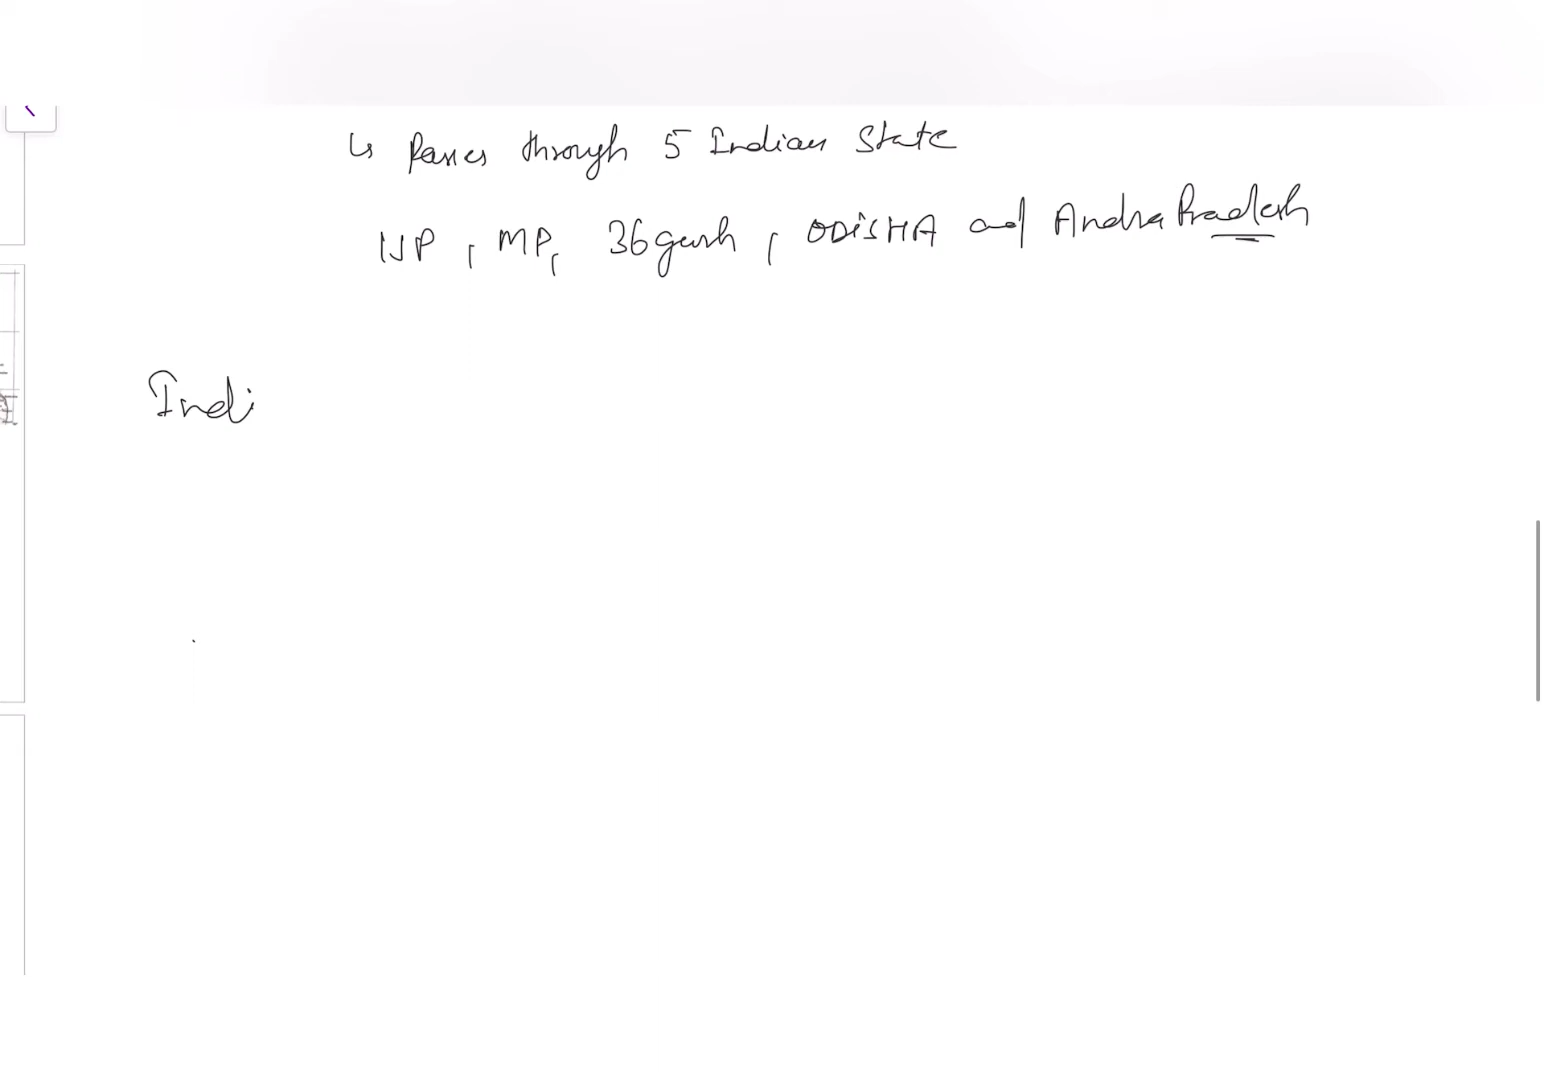 ↳ Passes through 5 Indian State
UP, MP, 36garh, ODiSHA and Andhra Pradesh
Indi